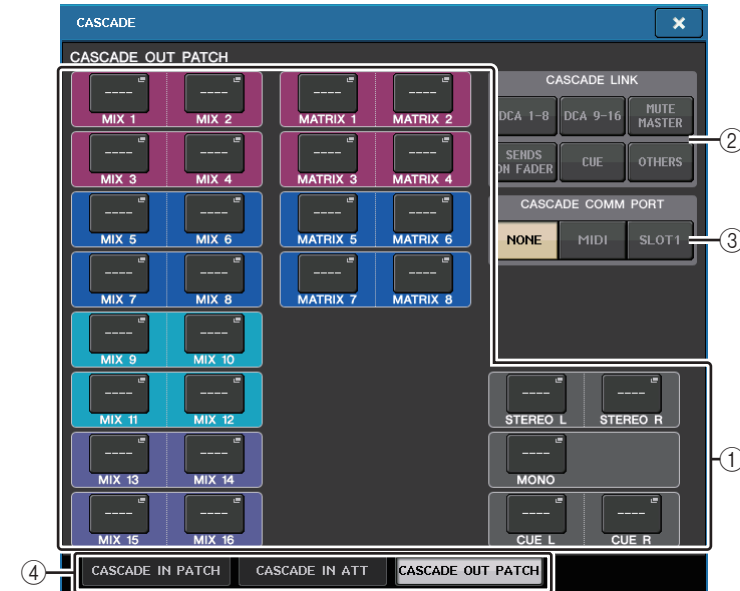 CASCADE
×
CASCADE OUT PATCH
---- ---- ---- ----
MIX 1 MIX 2 MATRIX 1 MATRIX 2
---- ---- ---- ----
MIX 3 MIX 4 MATRIX 3 MATRIX 4
---- ---- ---- ----
MIX 5 MIX 6 MATRIX 5 MATRIX 6
---- ---- ---- ----
MIX 7 MIX 8 MATRIX 7 MATRIX 8
---- ----
MIX 9 MIX 10
---- ----
MIX 11 MIX 12
---- ----
MIX 13 MIX 14
---- ----
MIX 15 MIX 16
CASCADE LINK
DCA 1-8 DCA 9-16 MUTE
MASTER
SENDS
ON FADER CUE OTHERS
②
CASCADE COMM PORT
NONE MIDI SLOT1
③
---- ----
STEREO L STEREO R
----
MONO
---- ----
CUE L CUE R
①
④
CASCADE IN PATCH CASCADE IN ATT CASCADE OUT PATCH